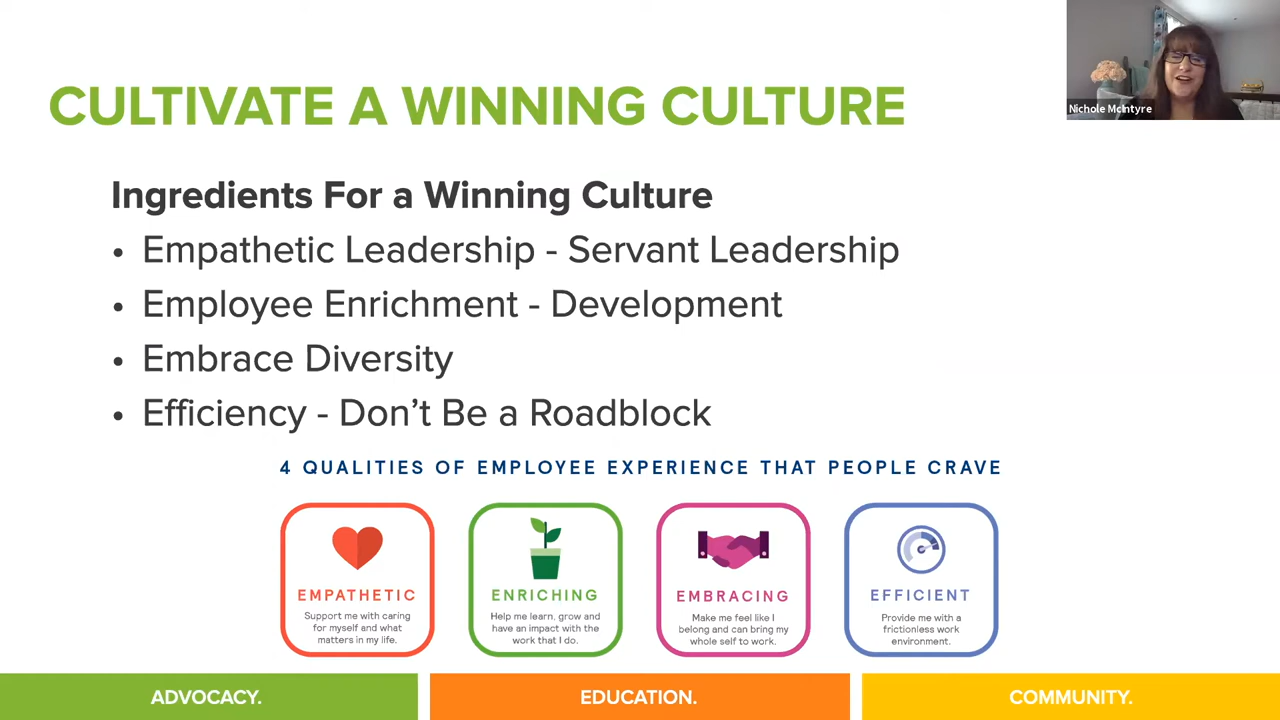 CULTIVATE A WINNING CULTURE
Nichole McIntyre
Ingredients For a Winning Culture
• Empathetic Leadership - Servant Leadership
• Employee Enrichment - Development
• Embrace Diversity
• Efficiency - Don’t Be a Roadblock
4 QUALITIES OF EMPLOYEE EXPERIENCE THAT PEOPLE CRAVE
EMPATHETIC
Support me with caring
for myself and what
matters in my life.
ENRICHING
Help me learn, grow and
have an impact with the
work that I do.
EMBRACING
Make me feel like I
belong and can bring my
whole self to work.
EFFICIENT
Provide me with a
frictionless work
environment.
ADVOCACY.
EDUCATION.
COMMUNITY.